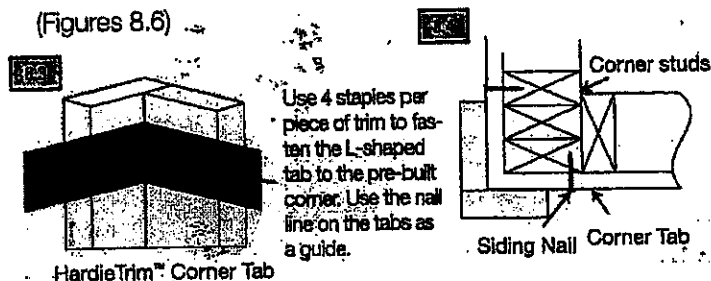 (Figures 8.6)
Use 4 staples per
piece of trim to fas-
ten the L-shaped
tab to the pre-built
corner. Use the nail
line on the tabs as
a guide.
HardieTrim™ Corner Tab
Corner studs
Siding Nail
Corner Tab